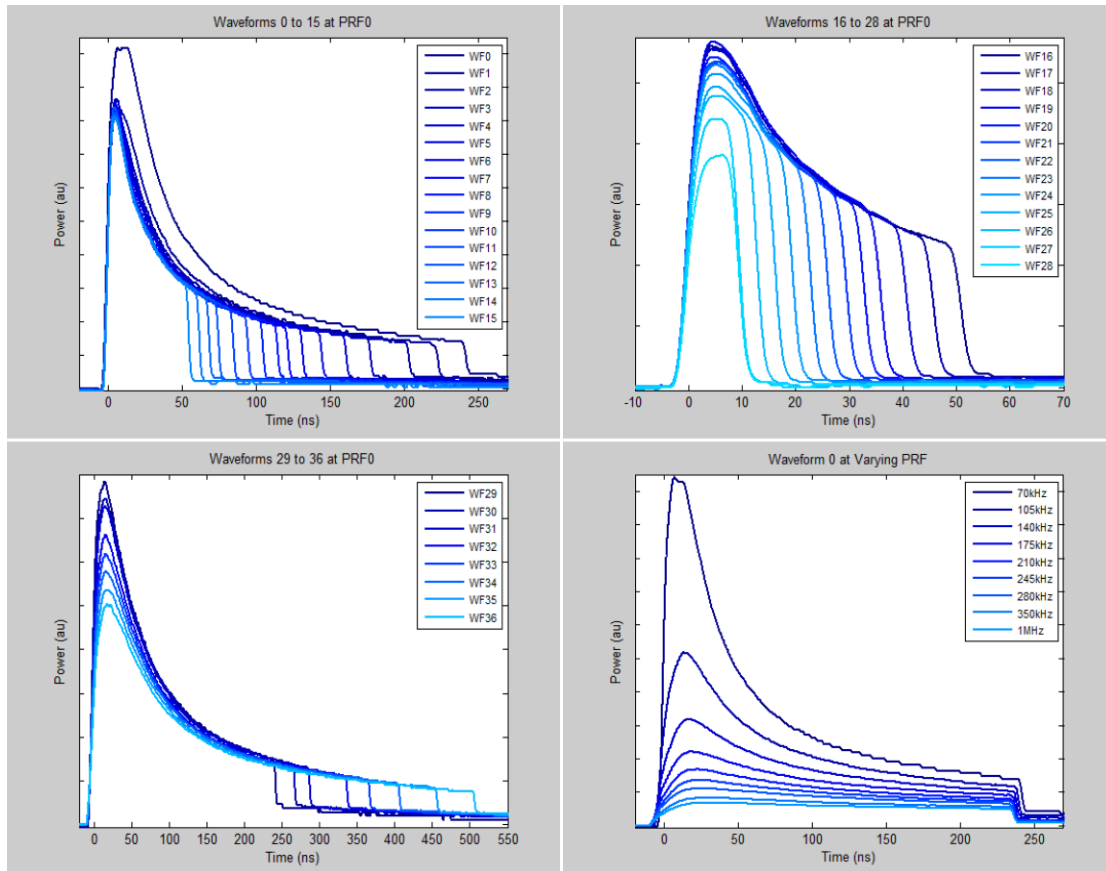 Waveforms 0 to 15 at PRF0
Power (au)
WF0
WF1
WF2
WF3
WF4
WF5
WF6
WF7
WF8
WF9
WF10
WF11
WF12
WF13
WF14
WF15
0 50 100 150 200 250
Time (ns)
Waveforms 16 to 28 at PRF0
Power (au)
WF16
WF17
WF18
WF19
WF20
WF21
WF22
WF23
WF24
WF25
WF26
WF27
WF28
-10 0 10 20 30 40 50 60 70
Time (ns)
Waveforms 29 to 36 at PRF0
Power (au)
WF29
WF30
WF31
WF32
WF33
WF34
WF35
WF36
0 50 100 150 200 250 300 350 400 450 500 550
Time (ns)
Waveform 0 at Varying PRF
Power (au)
70kHz
105kHz
140kHz
175kHz
210kHz
245kHz
280kHz
350kHz
1MHz
0 50 100 150 200 250
Time (ns)